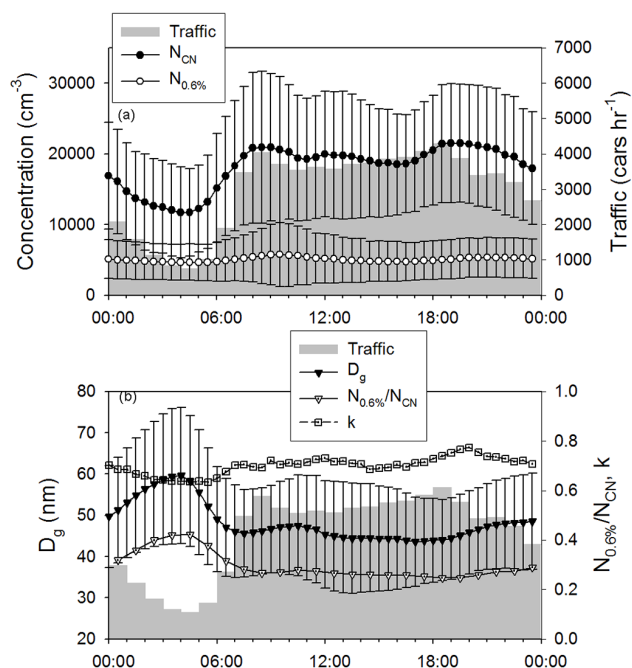 Traffic
N_CN
N_0.6%
(a)
Concentration (cm⁻³)
30000
20000
10000
0
7000
6000
5000
4000
3000
2000
1000
0
Traffic (cars hr⁻¹)
00:00 06:00 12:00 18:00 00:00
Traffic
D_g
N_0.6%/N_CN
k
(b)
D_g (nm)
80
70
60
50
40
30
20
1.0
0.8
0.6
0.4
0.2
0.0
N_0.6%/N_CN, k
00:00 06:00 12:00 18:00 00:00